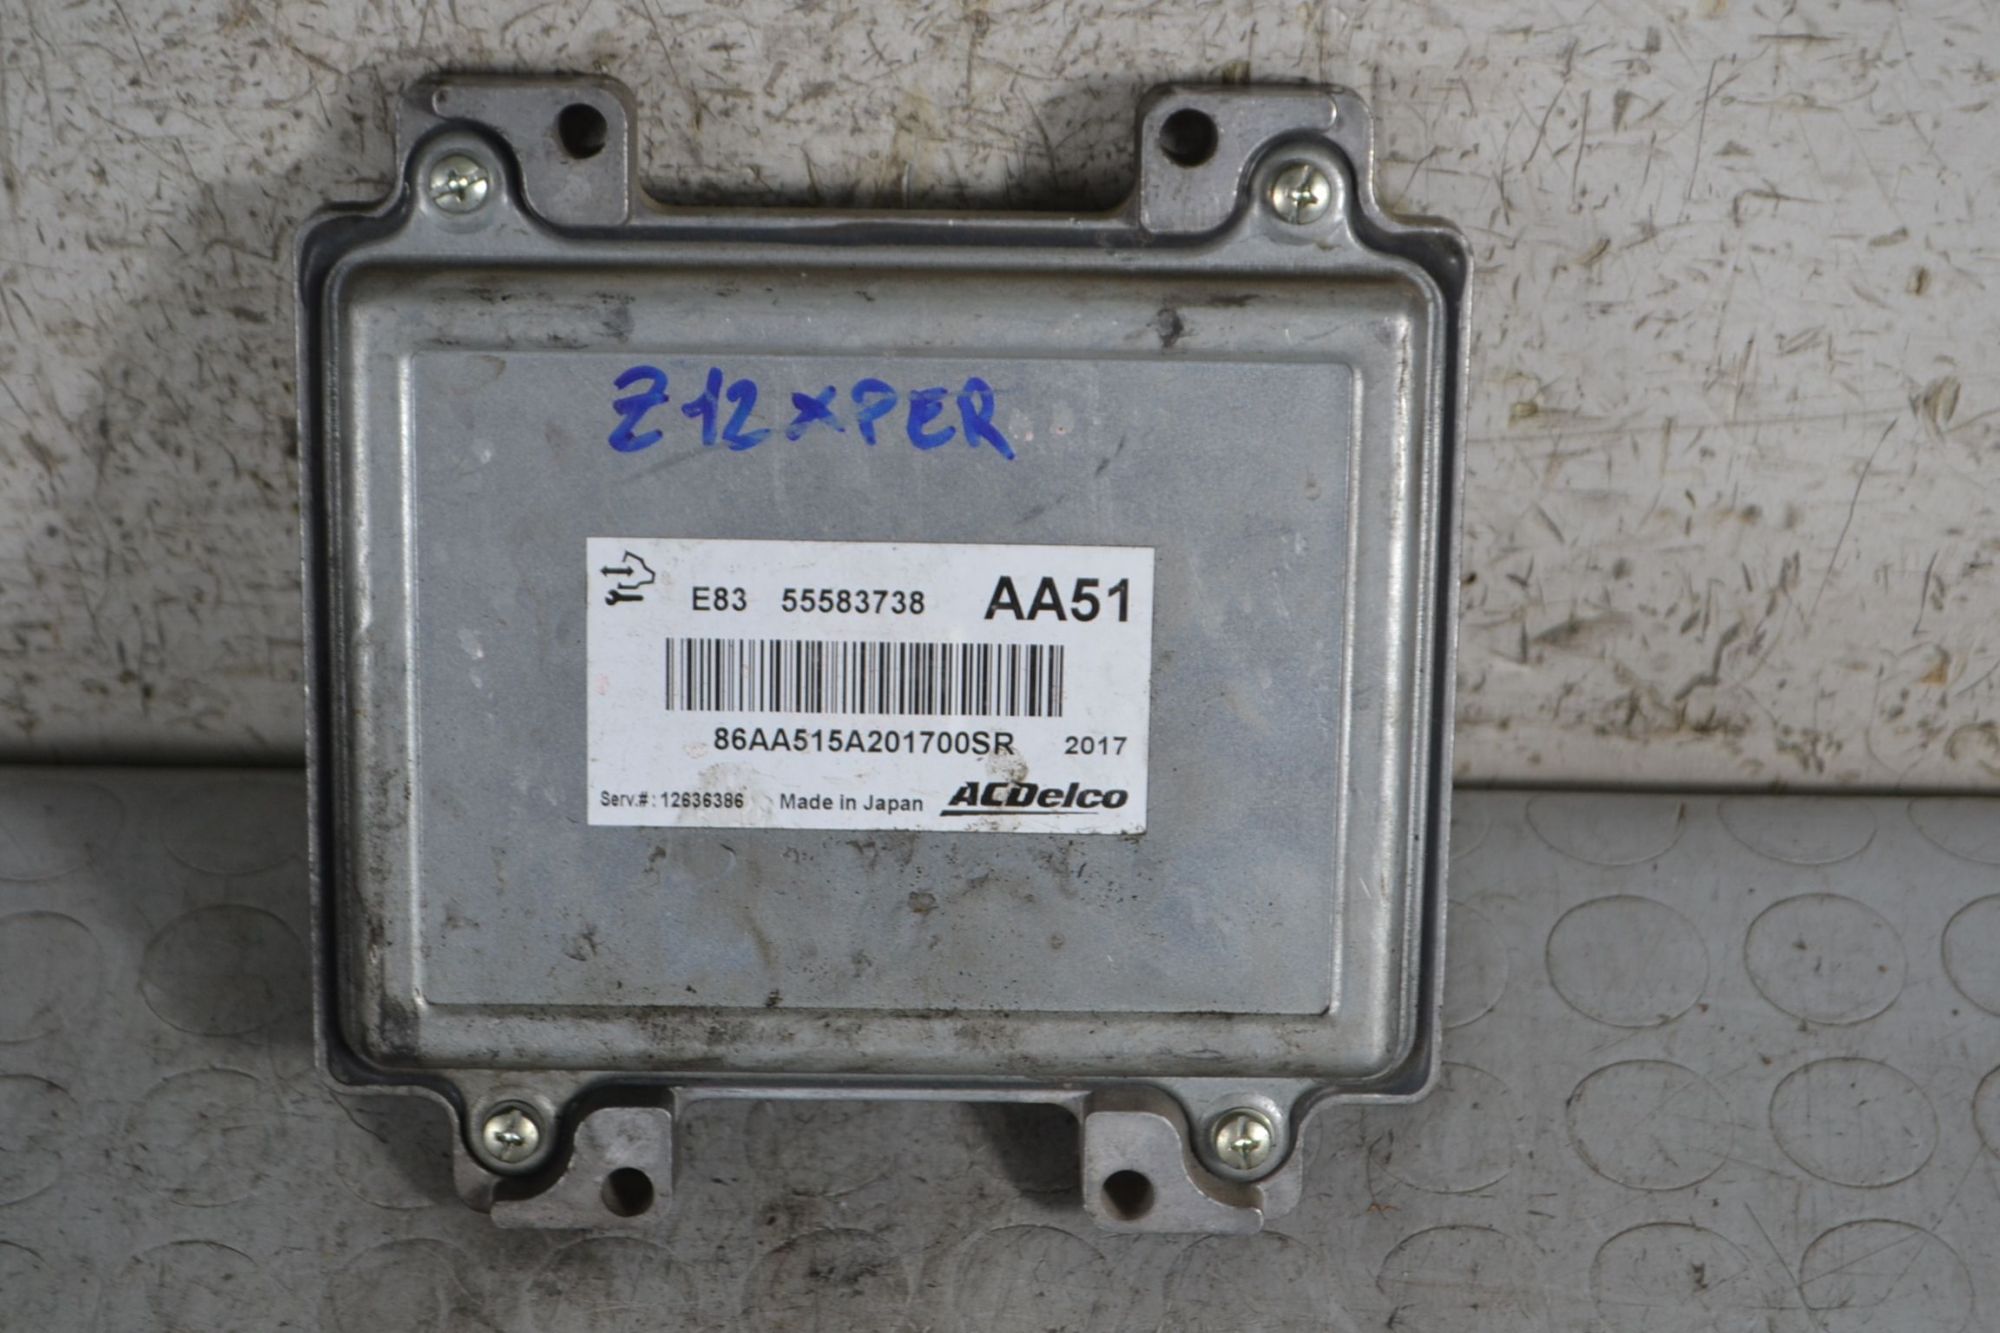 Z12XPER
E83 55583738 AA51
86AA515A201700SR 2017
Serv.#: 12636386 Made in Japan ACDelco